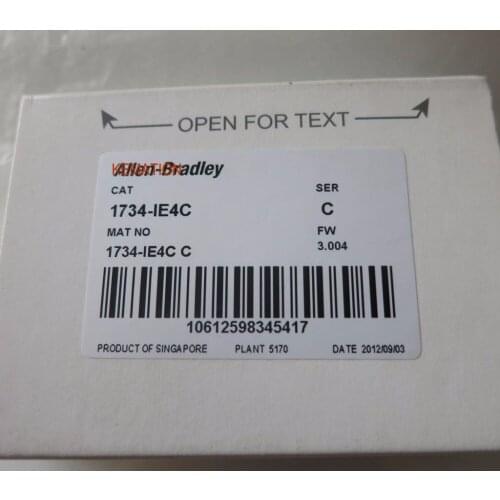 OPEN FOR TEXT
Allen-Bradley
CAT SER
1734-IE4C C
MAT NO FW
1734-IE4C C 3.004
10612598345417
PRODUCT OF SINGAPORE PLANT 5170 DATE 2012/09/03